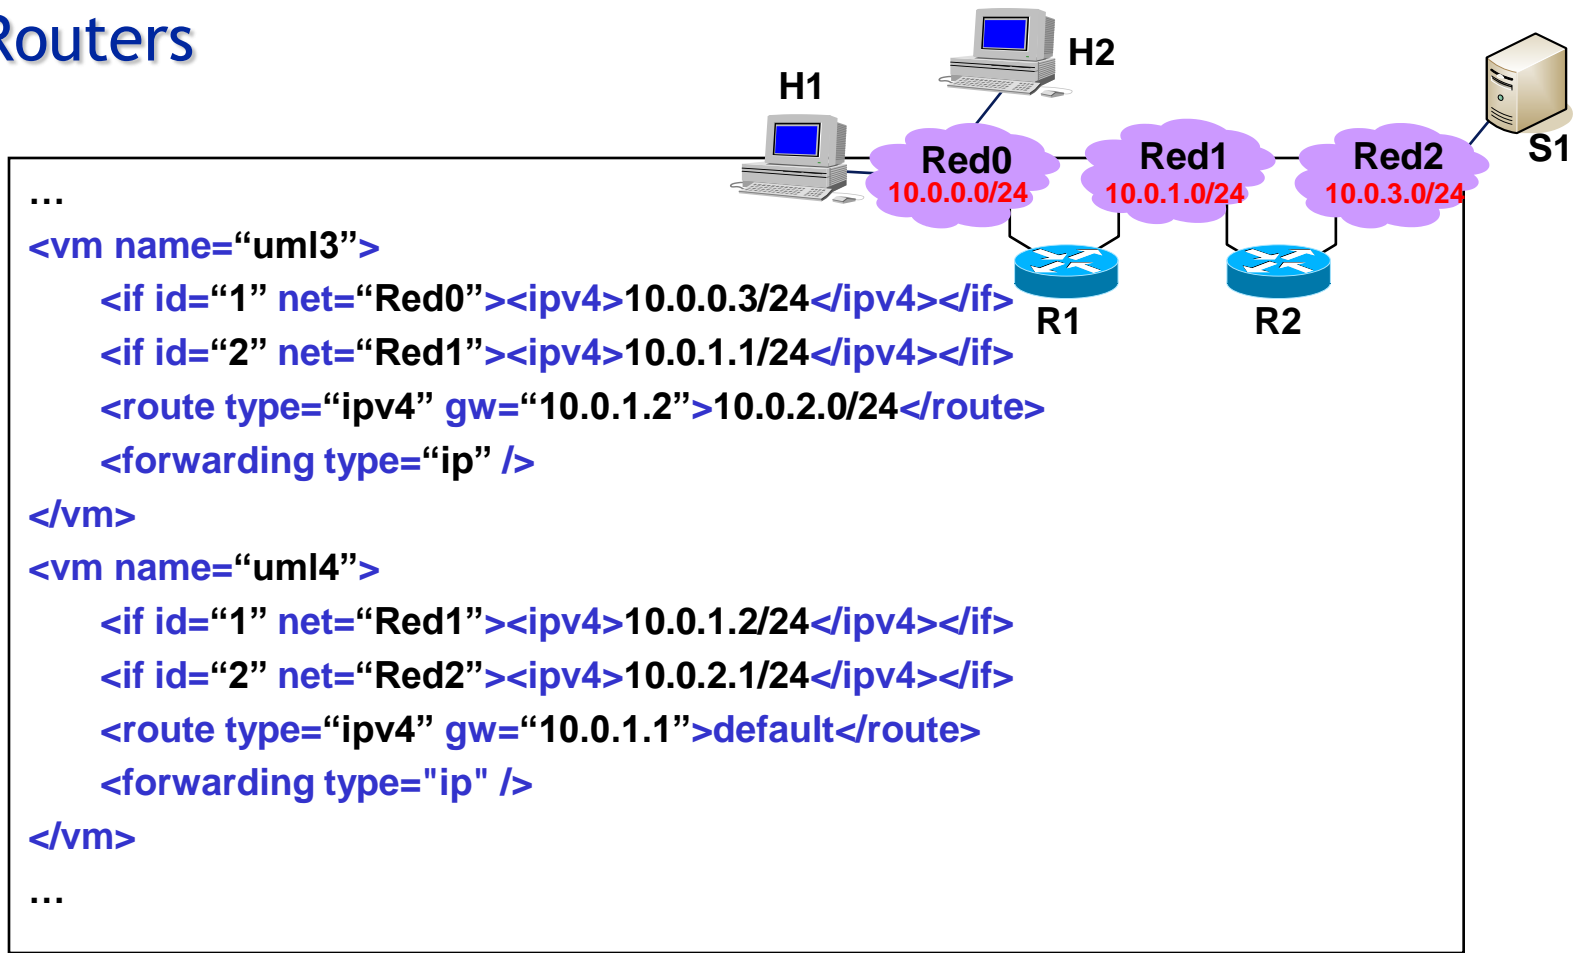 Routers
H2
H1
S1
Red0
10.0.0.0/24
Red1
10.0.1.0/24
Red2
10.0.3.0/24
R1
R2
…
<vm name=“uml3”>
<if id=“1” net=“Red0”><ipv4>10.0.0.3/24</ipv4></if>
<if id=“2” net=“Red1”><ipv4>10.0.1.1/24</ipv4></if>
<route type=“ipv4” gw=“10.0.1.2”>10.0.2.0/24</route>
<forwarding type=“ip” />
</vm>
<vm name=“uml4”>
<if id=“1” net=“Red1”><ipv4>10.0.1.2/24</ipv4></if>
<if id=“2” net=“Red2”><ipv4>10.0.2.1/24</ipv4></if>
<route type=“ipv4” gw=“10.0.1.1”>default</route>
<forwarding type="ip" />
</vm>
…